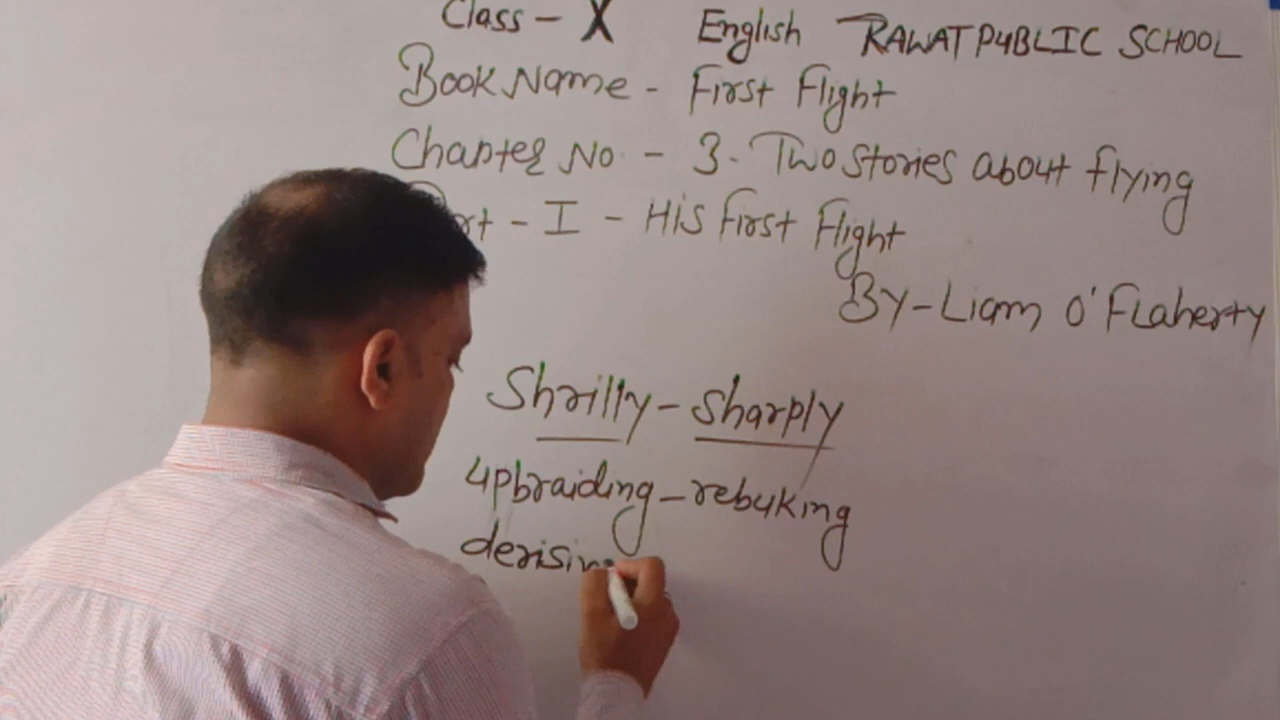 Class - X English RAWAT PUBLIC SCHOOL
Book Name - First Flight
Chapter No - 3. Two Stories about flying
Part - I - His First Flight
By - Liam O'Flaherty
Shrilly - Sharply
upbraiding - rebuking